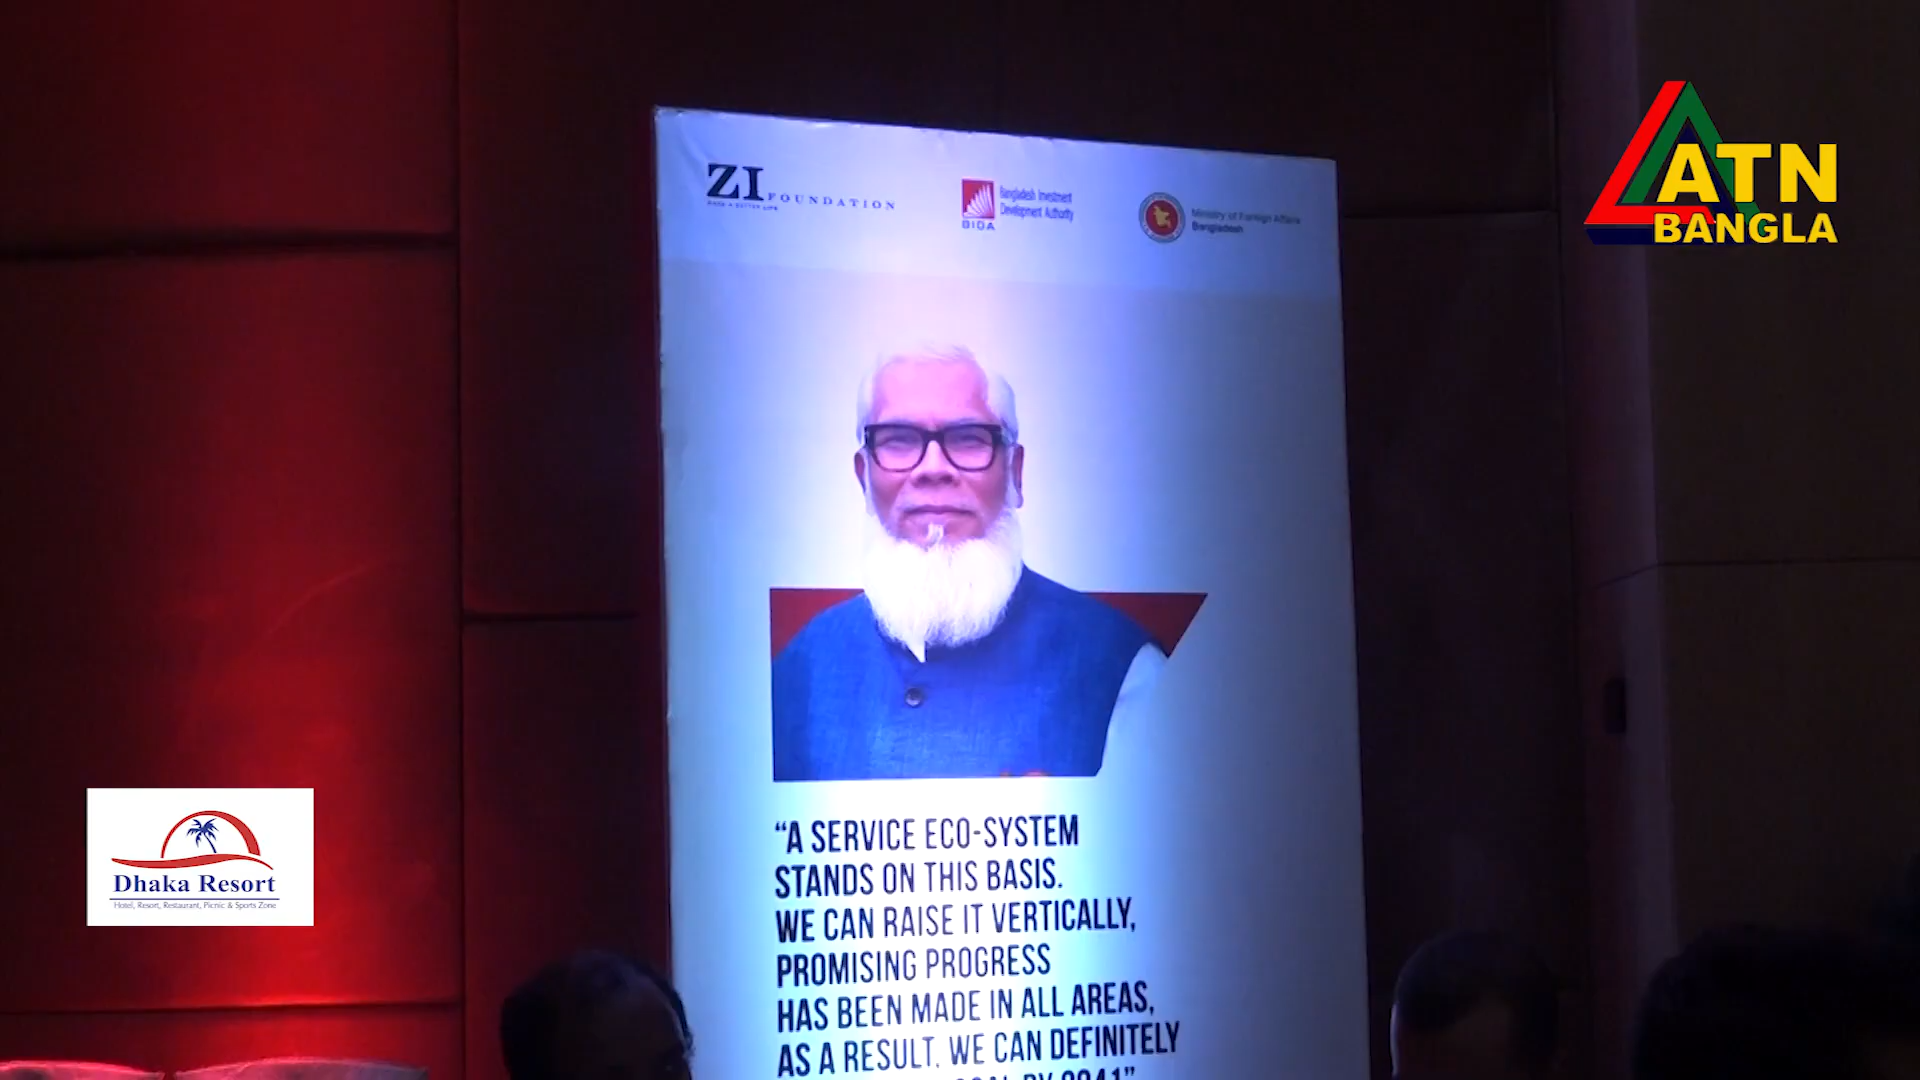 ZI FOUNDATION
Bangladesh Investment
Development Authority
BIDA
Ministry of Foreign Affairs
Bangladesh
ATN
BANGLA
“A SERVICE ECO-SYSTEM
STANDS ON THIS BASIS.
WE CAN RAISE IT VERTICALLY,
PROMISING PROGRESS
HAS BEEN MADE IN ALL AREAS,
AS A RESULT, WE CAN DEFINITELY
BY 2041”
Dhaka Resort
Hotel, Resort, Restaurant, Picnic & Sports Zone